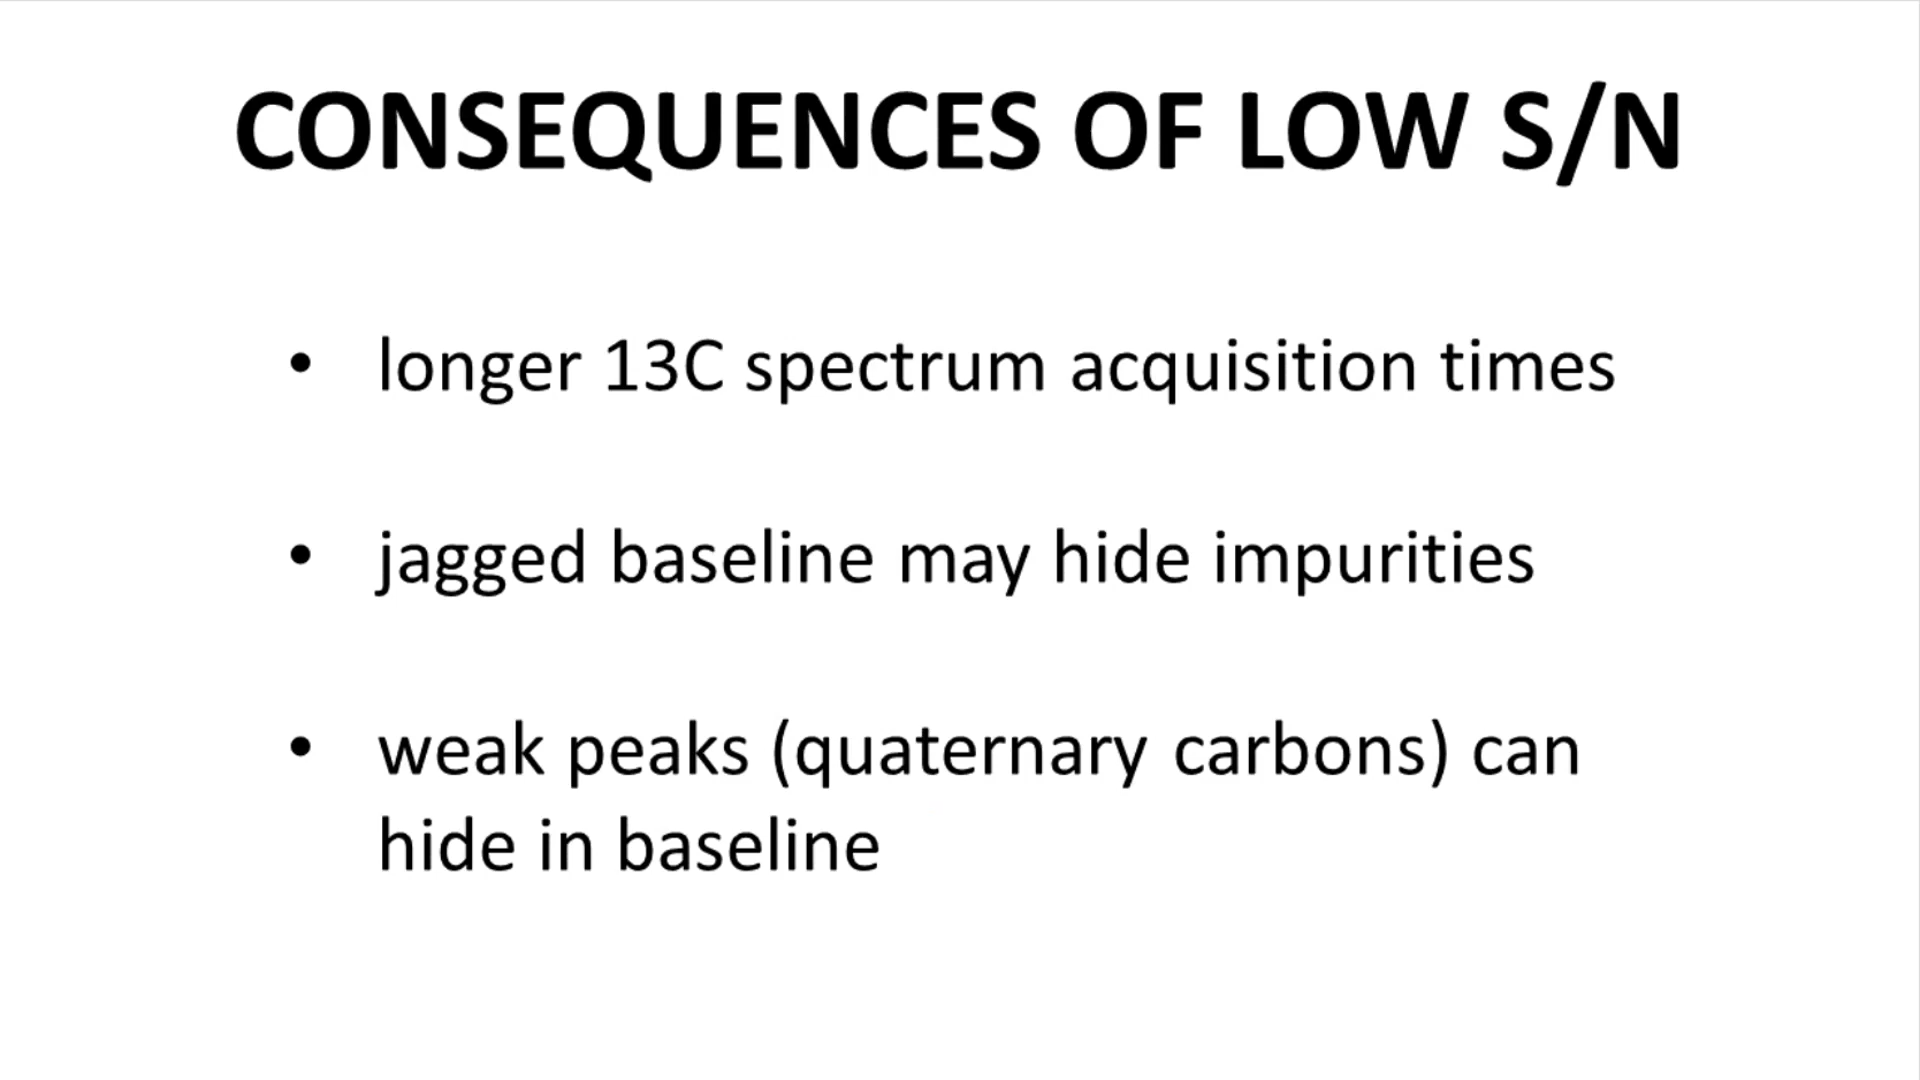 CONSEQUENCES OF LOW S/N
• longer 13C spectrum acquisition times
• jagged baseline may hide impurities
• weak peaks (quaternary carbons) can
hide in baseline